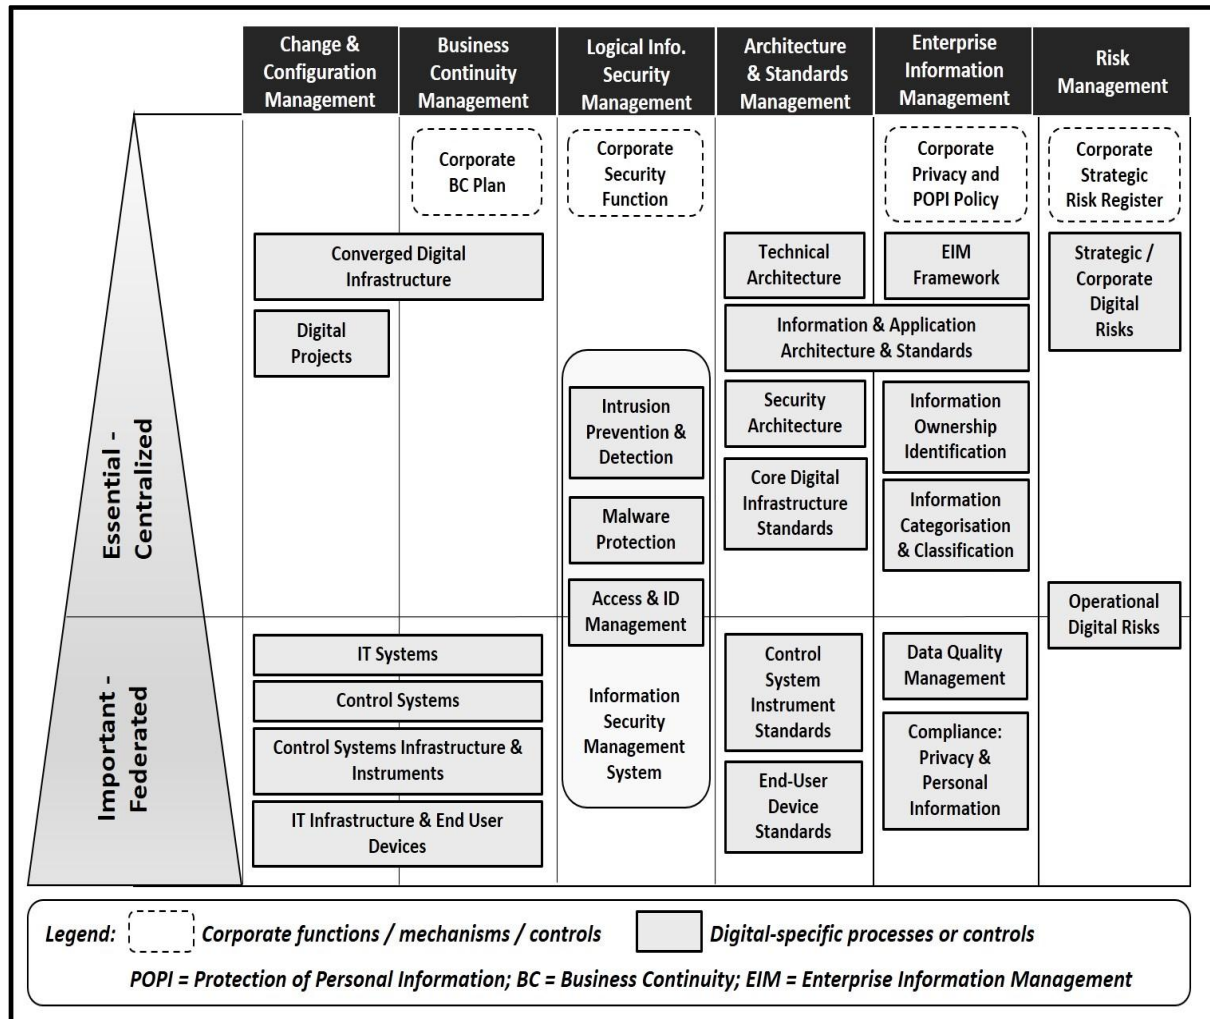 Change &
Configuration
Management
Business
Continuity
Management
Logical Info.
Security
Management
Architecture
& Standards
Management
Enterprise
Information
Management
Risk
Management
Corporate
BC Plan
Corporate
Security
Function
Corporate
Privacy and
POPI Policy
Corporate
Strategic
Risk Register
Converged Digital
Infrastructure
Technical
Architecture
EIM
Framework
Strategic /
Corporate
Digital
Risks
Digital
Projects
Information & Application
Architecture & Standards
Intrusion
Prevention &
Detection
Security
Architecture
Information
Ownership
Identification
Essential -
Centralized
Malware
Protection
Core Digital
Infrastructure
Standards
Information
Categorisation
& Classification
Access & ID
Management
Operational
Digital Risks
Important -
Federated
IT Systems
Control Systems
Control Systems Infrastructure &
Instruments
IT Infrastructure & End User
Devices
Information
Security
Management
System
Control
System
Instrument
Standards
End-User
Device
Standards
Data Quality
Management
Compliance:
Privacy &
Personal
Information
Legend:
Corporate functions / mechanisms / controls
Digital-specific processes or controls
POPI = Protection of Personal Information; BC = Business Continuity; EIM = Enterprise Information Management